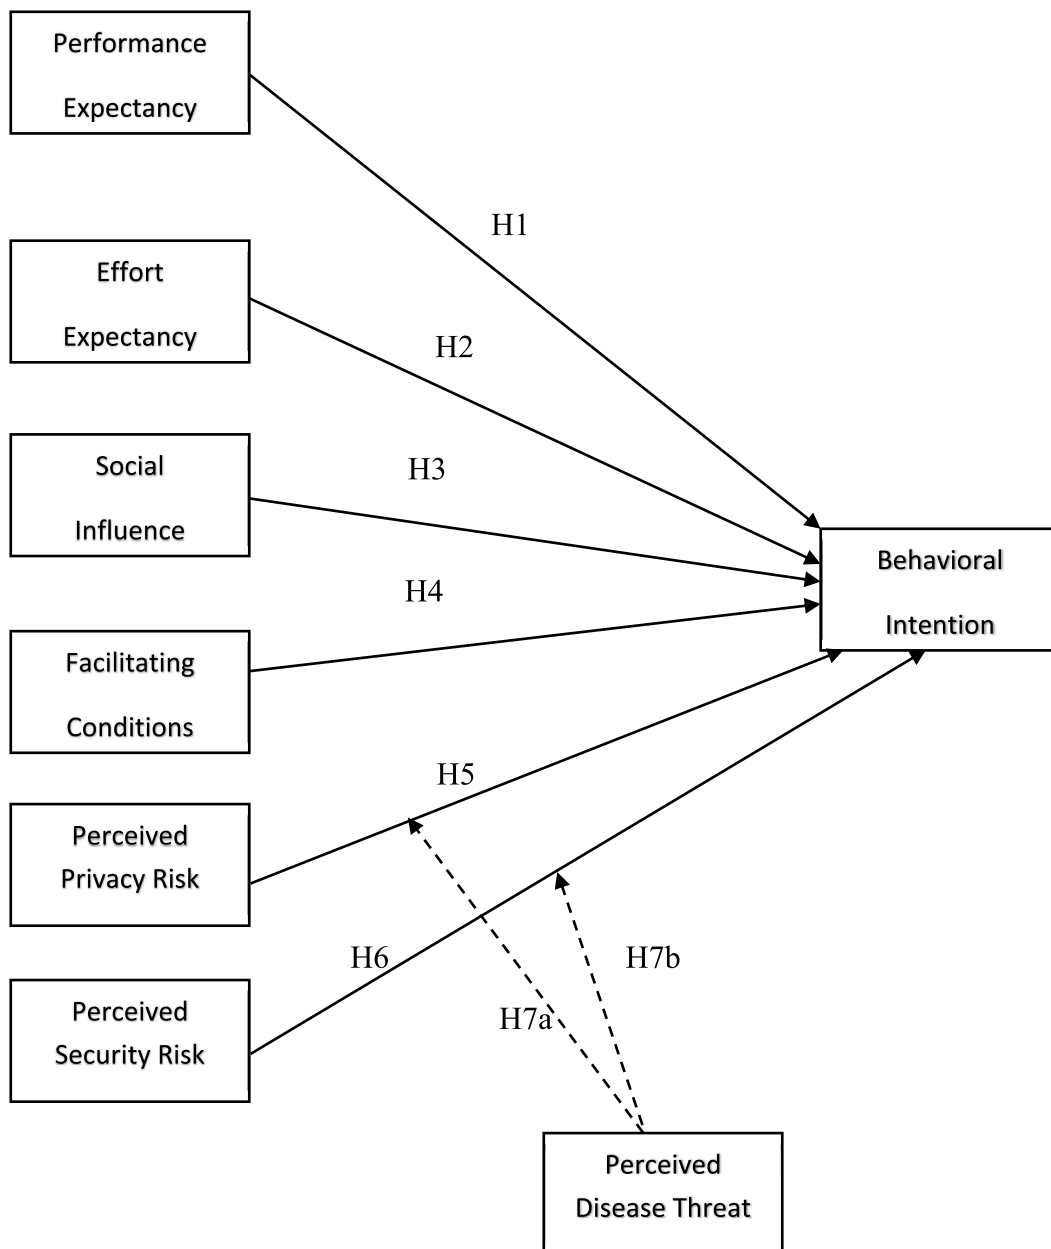 Performance
Expectancy
H1
Effort
Expectancy
H2
Social
Influence
H3
Behavioral
Intention
H4
Facilitating
Conditions
H5
Perceived
Privacy Risk
H6
H7b
Perceived
Security Risk
H7a
Perceived
Disease Threat